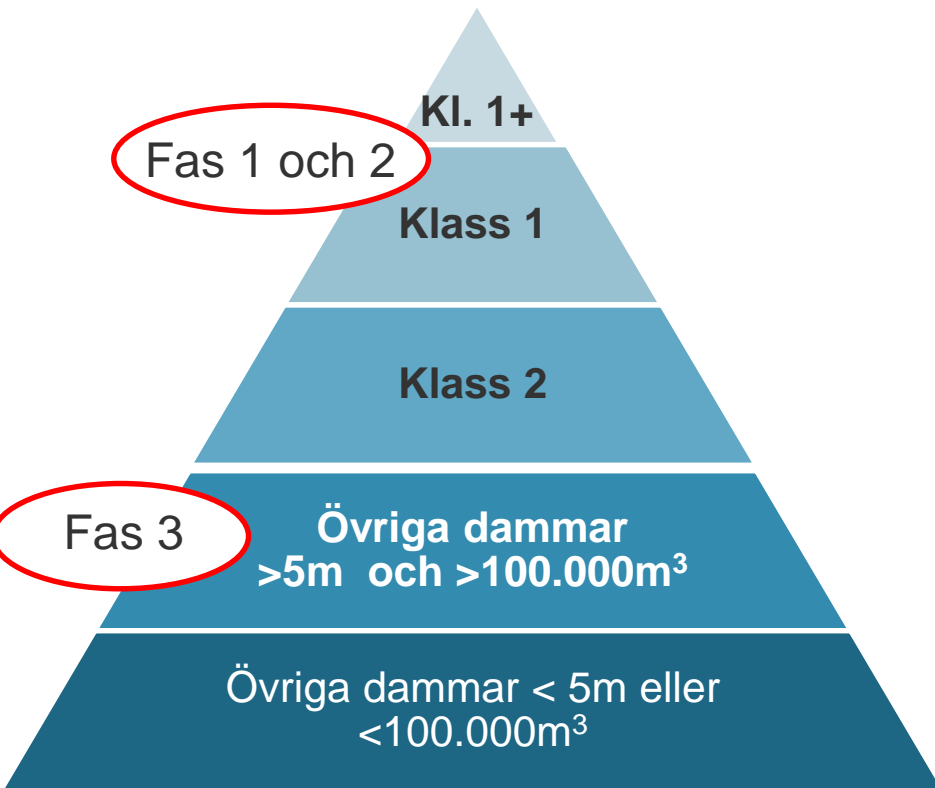 Kl. 1+
Fas 1 och 2
Klass 1
Klass 2
Fas 3
Övriga dammar
>5m och >100.000m³
Övriga dammar < 5m eller
<100.000m³